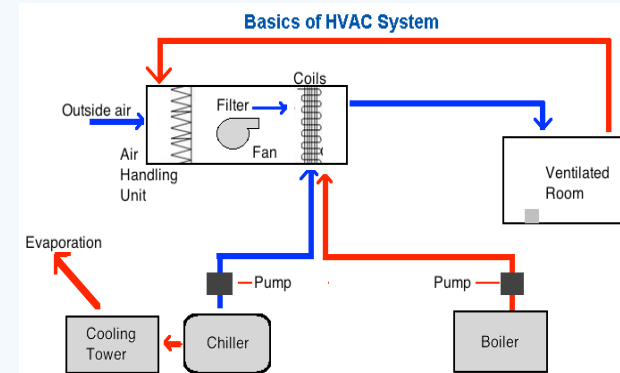 Basics of HVAC System
Coils
Outside air
Filter
Fan
Air
Handling
Unit
Ventilated
Room
Evaporation
Pump
Pump
Cooling
Tower
Chiller
Boiler